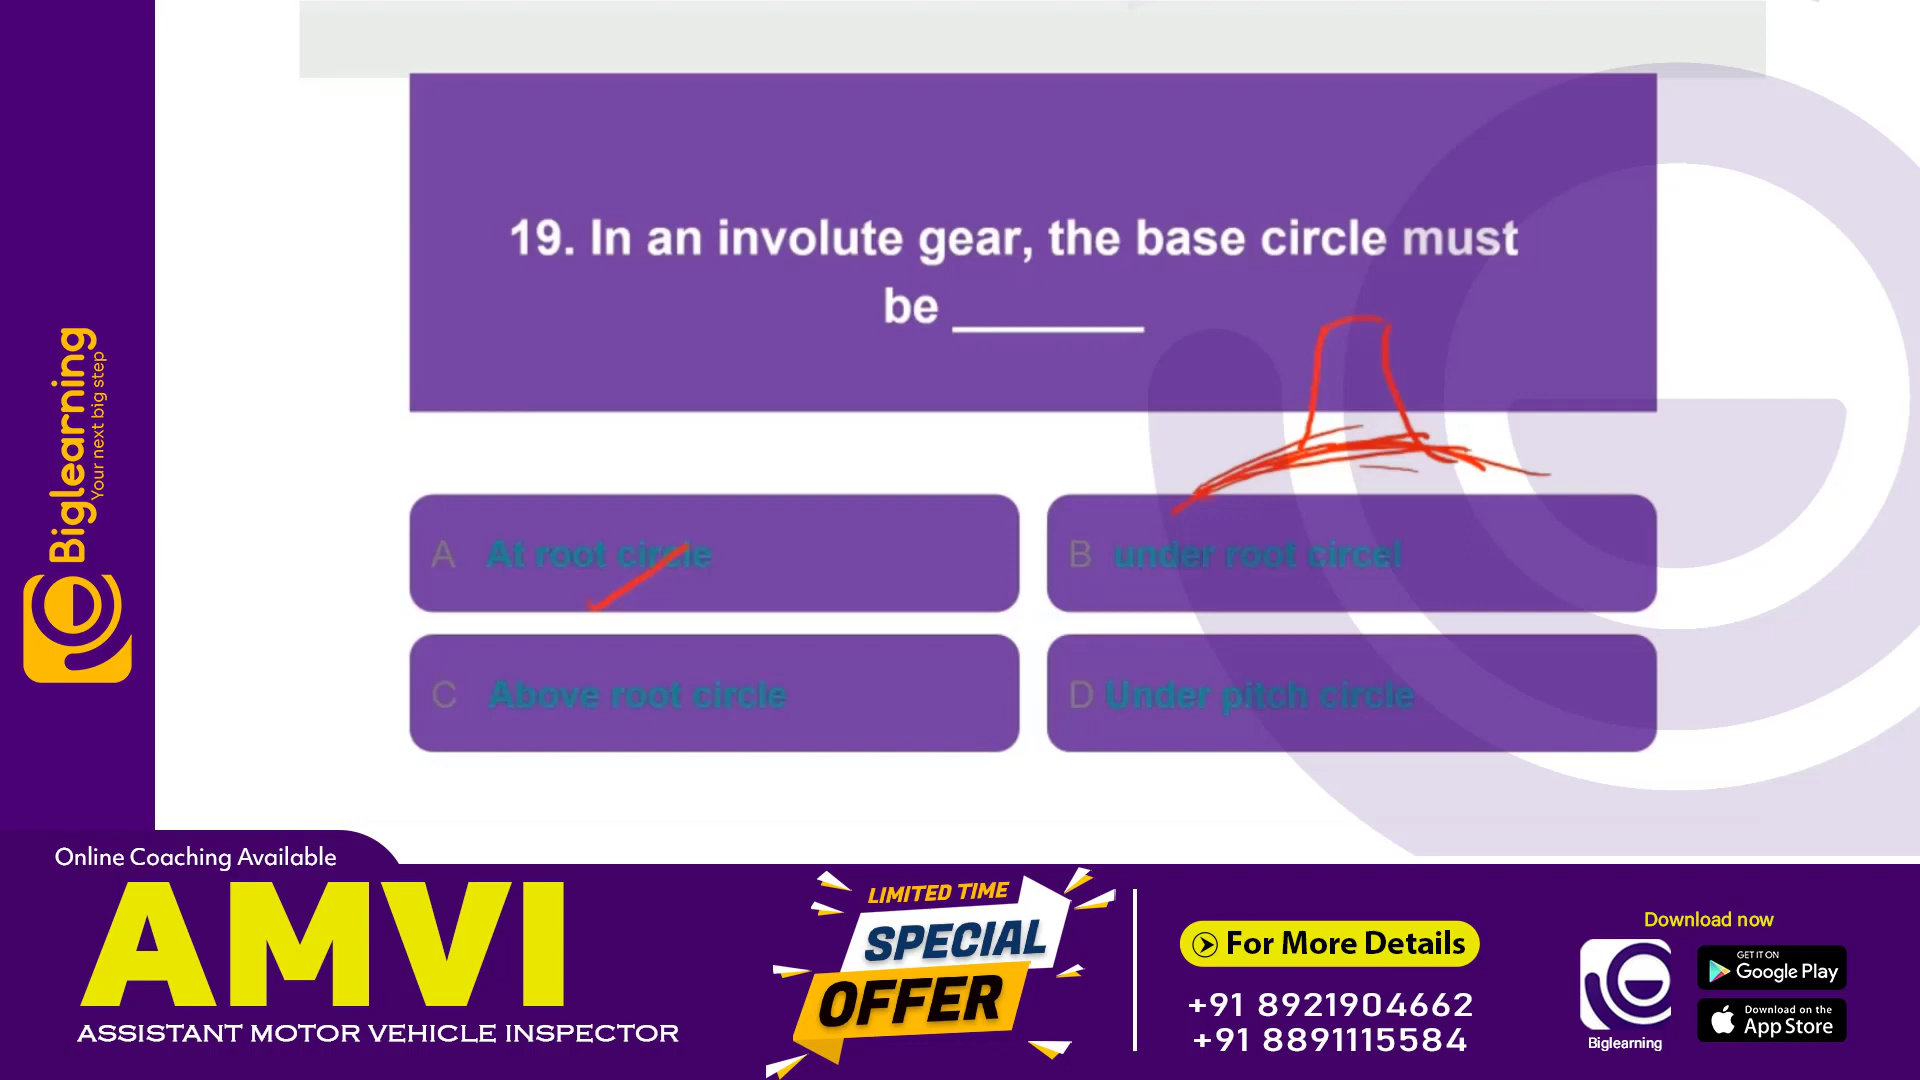 19. In an involute gear, the base circle must
be ________
A At root circle
B under root circel
C Above root circle
D Under pitch circle
Biglearning
Your next big step
Online Coaching Available
AMVI
ASSISTANT MOTOR VEHICLE INSPECTOR
LIMITED TIME
SPECIAL
OFFER
For More Details
+91 8921904662
+91 8891115584
Download now
Biglearning
GET IT ON
Google Play
Download on the
App Store